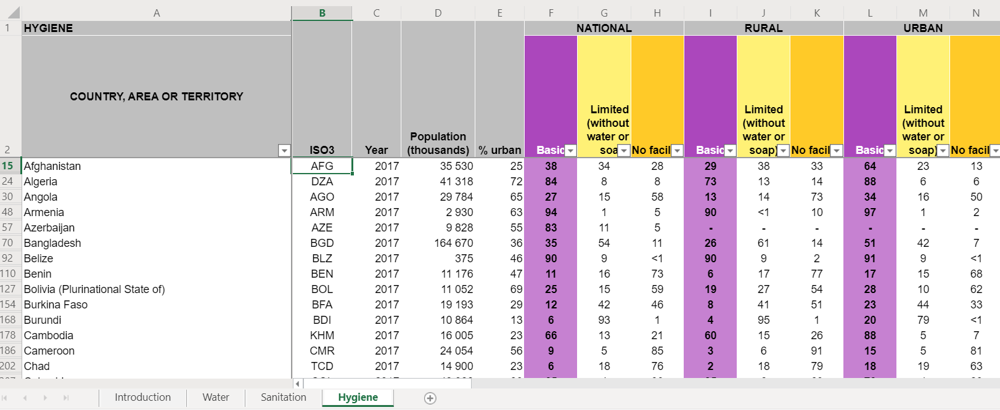 A B C D E F G H I J K L M N
1 HYGIENE NATIONAL RURAL URBAN
2 COUNTRY, AREA OR TERRITORY ISO3 Year Population (thousands) % urban Basic Limited (without water or soa No facil Basic Limited (without water or soap) No facil Basic Limited (without water or soap) No facil
15 Afghanistan AFG 2017 35 530 25 38 34 28 29 38 33 64 23 13
24 Algeria DZA 2017 41 318 72 84 8 8 73 13 14 88 6 6
30 Angola AGO 2017 29 784 65 27 15 58 13 14 73 34 16 50
48 Armenia ARM 2017 2 930 63 94 1 5 90 <1 10 97 1 2
57 Azerbaijan AZE 2017 9 828 55 83 11 5 - - - - - -
70 Bangladesh BGD 2017 164 670 36 35 54 11 26 61 14 51 42 7
92 Belize BLZ 2017 375 46 90 9 <1 90 9 2 91 9 <1
110 Benin BEN 2017 11 176 47 11 16 73 6 17 77 17 15 68
127 Bolivia (Plurinational State of) BOL 2017 11 052 69 25 15 59 19 27 54 28 10 62
154 Burkina Faso BFA 2017 19 193 29 12 42 46 8 41 51 23 44 33
168 Burundi BDI 2017 10 864 13 6 93 1 4 95 1 20 79 <1
178 Cambodia KHM 2017 16 005 23 66 13 21 60 15 26 88 5 7
186 Cameroon CMR 2017 24 054 56 9 5 85 3 6 91 15 5 81
202 Chad TCD 2017 14 900 23 6 18 76 2 18 79 18 19 63
Introduction Water Sanitation Hygiene